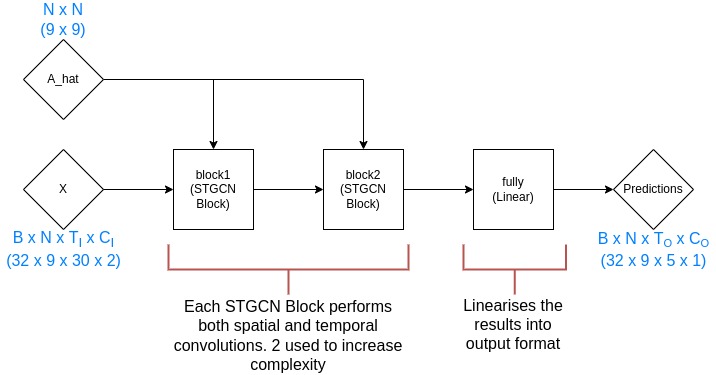 N x N
(9 x 9)
A_hat
X
block1
(STGCN
Block)
block2
(STGCN
Block)
fully
(Linear)
Predictions
B x N x T_I x C_I
(32 x 9 x 30 x 2)
B x N x T_O x C_O
(32 x 9 x 5 x 1)
Each STGCN Block performs
both spatial and temporal
convolutions. 2 used to increase
complexity
Linearises the
results into
output format